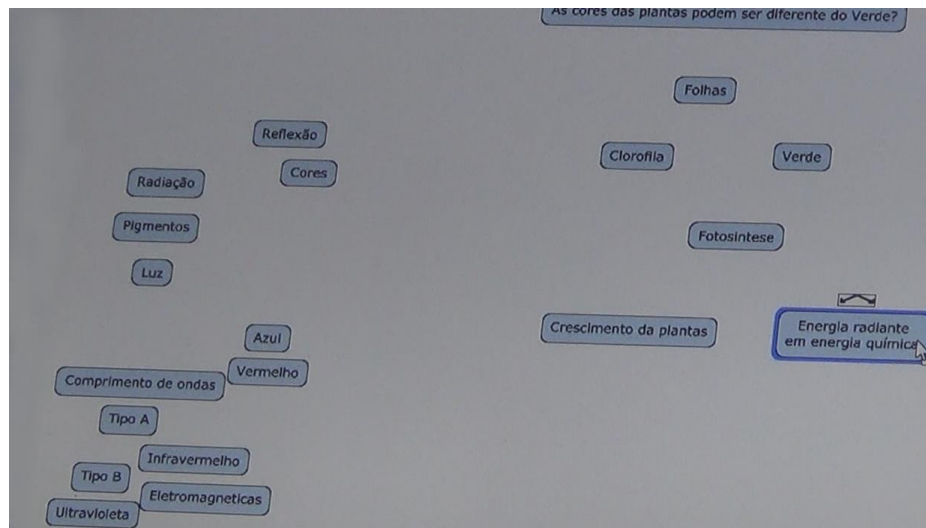 As cores das plantas podem ser diferente do Verde?
Folhas
Reflexão
Clorofila
Verde
Cores
Radiação
Pigmentos
Fotosintese
Luz
Crescimento da plantas
Energia radiante
em energia química
Azul
Vermelho
Comprimento de ondas
Tipo A
Infravermelho
Tipo B
Eletromagneticas
Ultravioleta